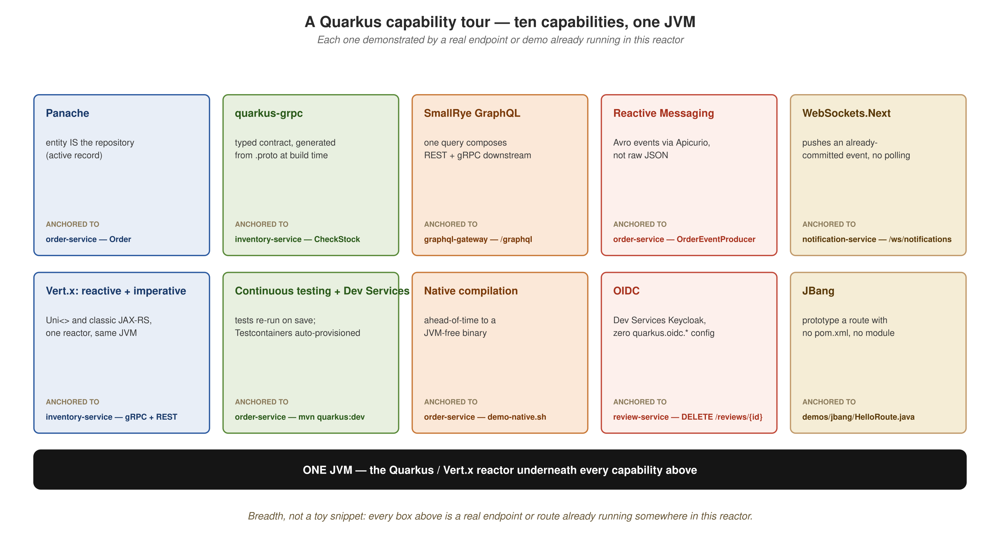 A Quarkus capability tour — ten capabilities, one JVM
Each one demonstrated by a real endpoint or demo already running in this reactor
Panache
entity IS the repository
(active record)
ANCHORED TO
order-service — Order
quarkus-grpc
typed contract, generated
from .proto at build time
ANCHORED TO
inventory-service — CheckStock
SmallRye GraphQL
one query composes
REST + gRPC downstream
ANCHORED TO
graphql-gateway — /graphql
Reactive Messaging
Avro events via Apicurio,
not raw JSON
ANCHORED TO
order-service — OrderEventProducer
WebSockets.Next
pushes an already-
committed event, no polling
ANCHORED TO
notification-service — /ws/notifications
Vert.x: reactive + imperative
Uni<> and classic JAX-RS,
one reactor, same JVM
ANCHORED TO
inventory-service — gRPC + REST
Continuous testing + Dev Services
tests re-run on save;
Testcontainers auto-provisioned
ANCHORED TO
order-service — mvn quarkus:dev
Native compilation
ahead-of-time to a
JVM-free binary
ANCHORED TO
order-service — demo-native.sh
OIDC
Dev Services Keycloak,
zero quarkus.oidc.* config
ANCHORED TO
review-service — DELETE /reviews/{id}
JBang
prototype a route with
no pom.xml, no module
ANCHORED TO
demos/jbang/HelloRoute.java
ONE JVM — the Quarkus / Vert.x reactor underneath every capability above
Breadth, not a toy snippet: every box above is a real endpoint or route already running somewhere in this reactor.